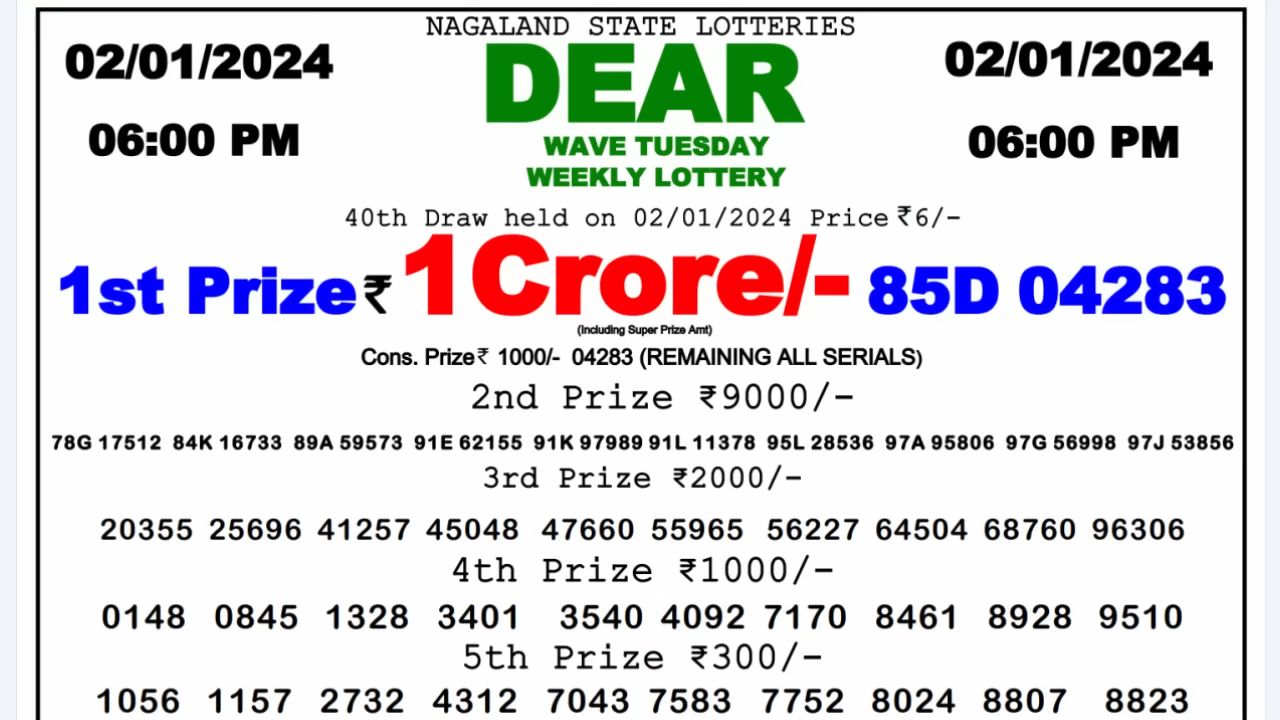 NAGALAND STATE LOTTERIES
02/01/2024 DEAR 02/01/2024
06:00 PM WAVE TUESDAY 06:00 PM
WEEKLY LOTTERY
40th Draw held on 02/01/2024 Price ₹6/-
1st Prize ₹ 1Crore/- 85D 04283
(Including Super Prize Amt)
Cons. Prize ₹ 1000/- 04283 (REMAINING ALL SERIALS)
2nd Prize ₹9000/-
78G 17512 84K 16733 89A 59573 91E 62155 91K 97989 91L 11378 95L 28536 97A 95806 97G 56998 97J 53856
3rd Prize ₹2000/-
20355 25696 41257 45048 47660 55965 56227 64504 68760 96306
4th Prize ₹1000/-
0148 0845 1328 3401 3540 4092 7170 8461 8928 9510
5th Prize ₹300/-
1056 1157 2732 4312 7043 7583 7752 8024 8807 8823